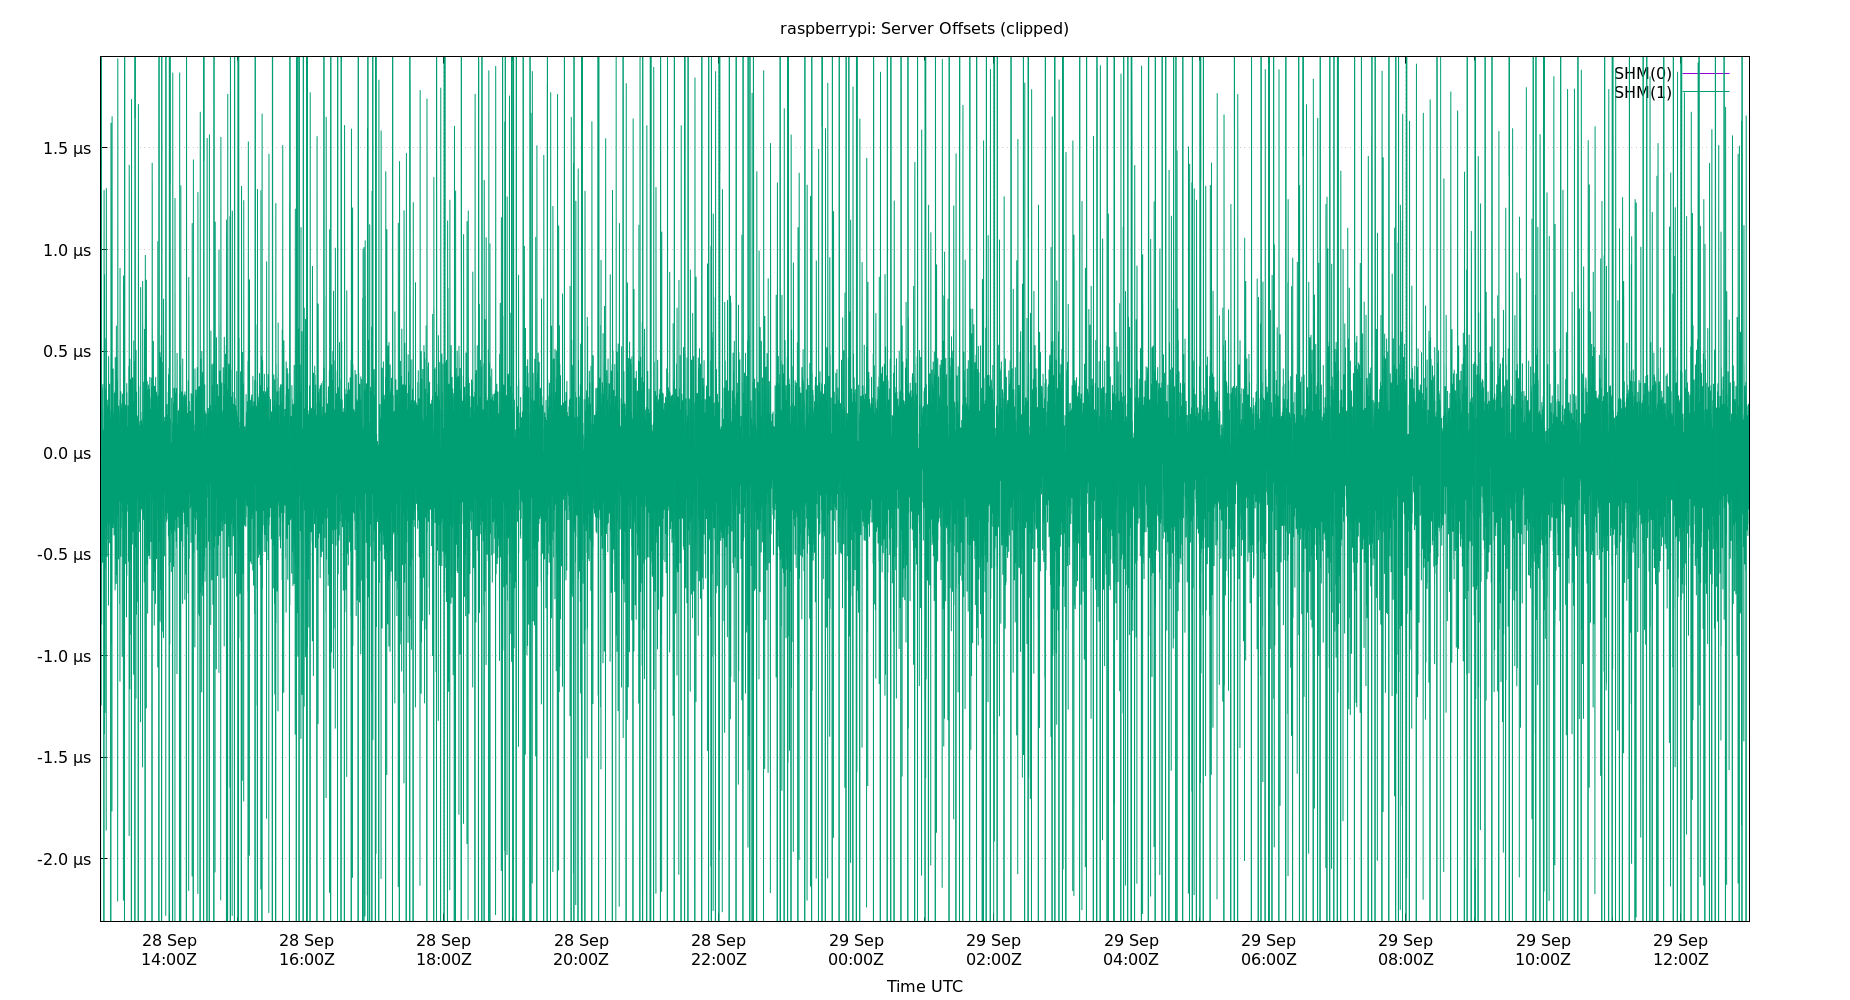 raspberrypi: Server Offsets (clipped)
SHM(0)
SHM(1)
1.5 µs
1.0 µs
0.5 µs
0.0 µs
-0.5 µs
-1.0 µs
-1.5 µs
-2.0 µs
28 Sep 28 Sep 28 Sep 28 Sep 28 Sep 29 Sep 29 Sep 29 Sep 29 Sep 29 Sep 29 Sep 29 Sep
14:00Z 16:00Z 18:00Z 20:00Z 22:00Z 00:00Z 02:00Z 04:00Z 06:00Z 08:00Z 10:00Z 12:00Z
Time UTC